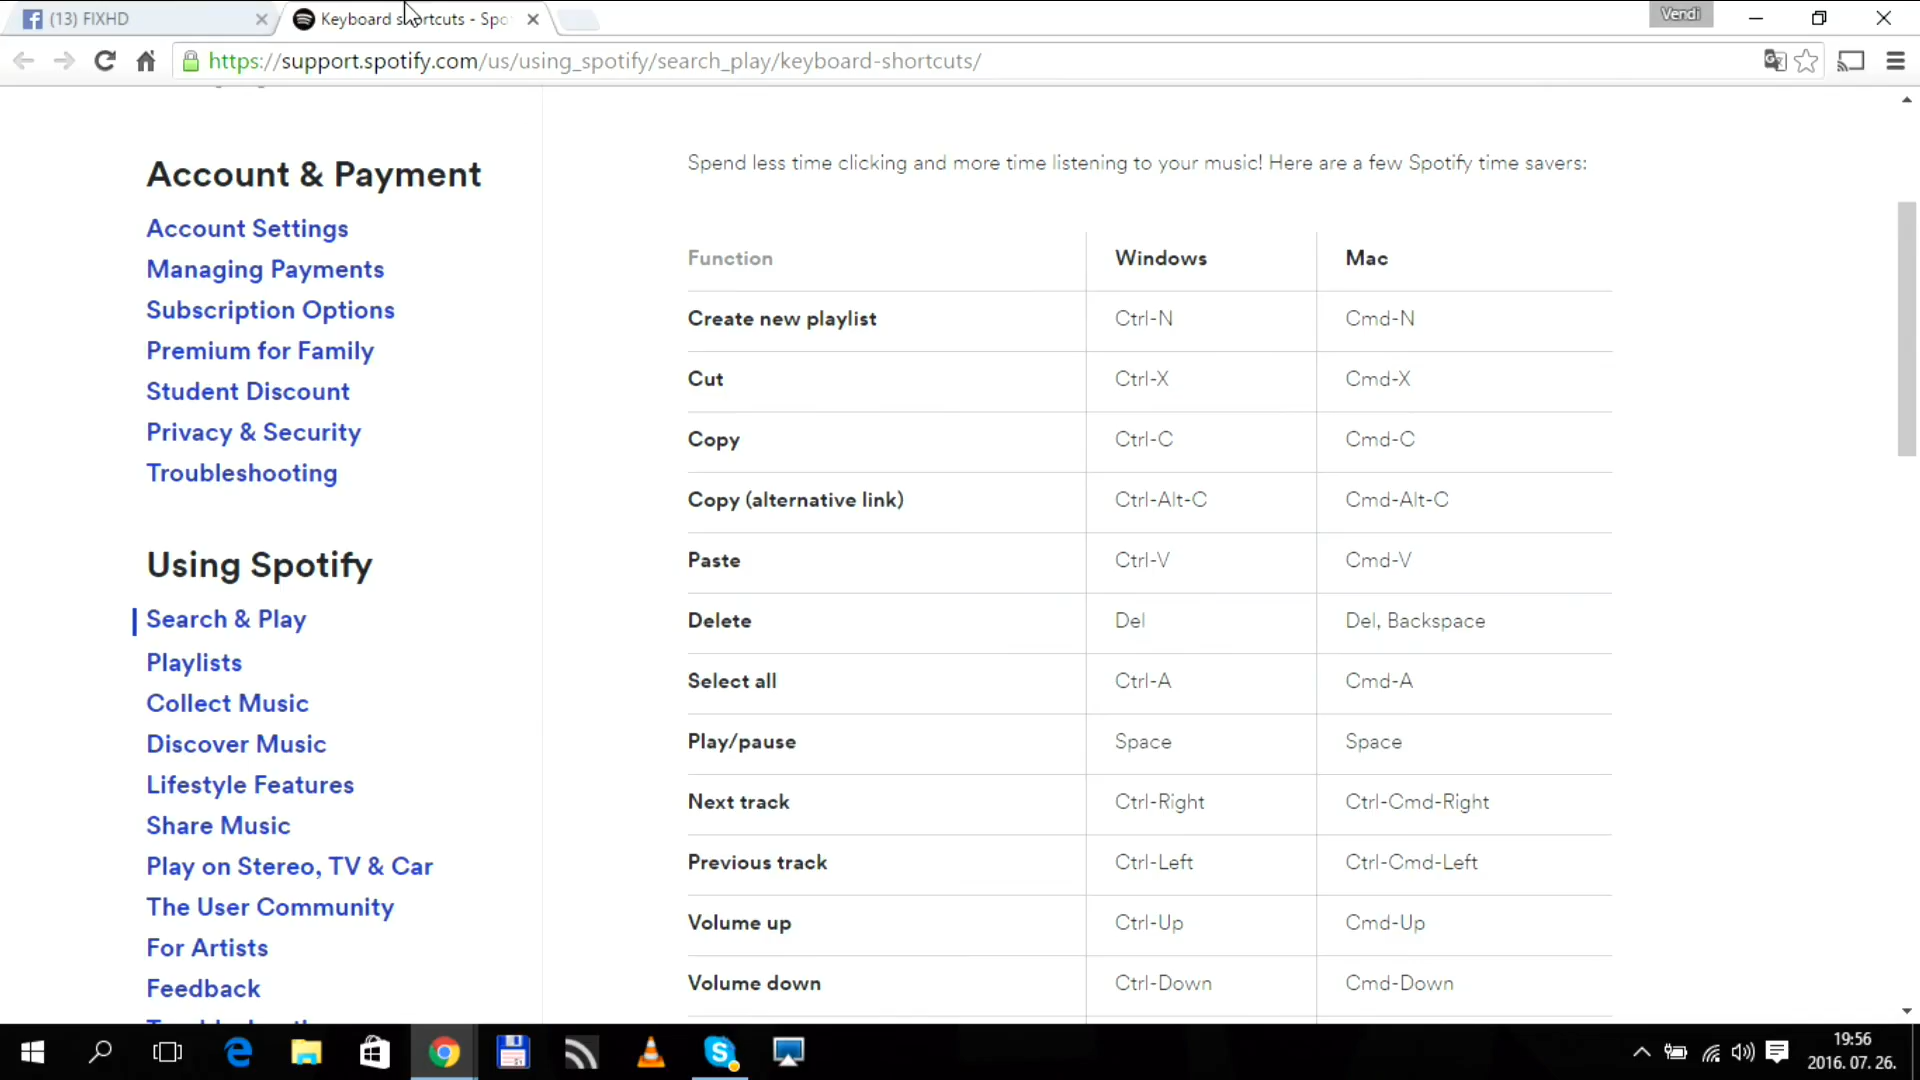 (13) FIXHD
Keyboard shortcuts - Spo
Vendi
https://support.spotify.com/us/using_spotify/search_play/keyboard-shortcuts/
Account & Payment
Account Settings
Managing Payments
Subscription Options
Premium for Family
Student Discount
Privacy & Security
Troubleshooting
Using Spotify
Search & Play
Playlists
Collect Music
Discover Music
Lifestyle Features
Share Music
Play on Stereo, TV & Car
The User Community
For Artists
Feedback
Spend less time clicking and more time listening to your music! Here are a few Spotify time savers:
Function Windows Mac
Create new playlist Ctrl-N Cmd-N
Cut Ctrl-X Cmd-X
Copy Ctrl-C Cmd-C
Copy (alternative link) Ctrl-Alt-C Cmd-Alt-C
Paste Ctrl-V Cmd-V
Delete Del Del, Backspace
Select all Ctrl-A Cmd-A
Play/pause Space Space
Next track Ctrl-Right Ctrl-Cmd-Right
Previous track Ctrl-Left Ctrl-Cmd-Left
Volume up Ctrl-Up Cmd-Up
Volume down Ctrl-Down Cmd-Down
19:56
2016. 07. 26.